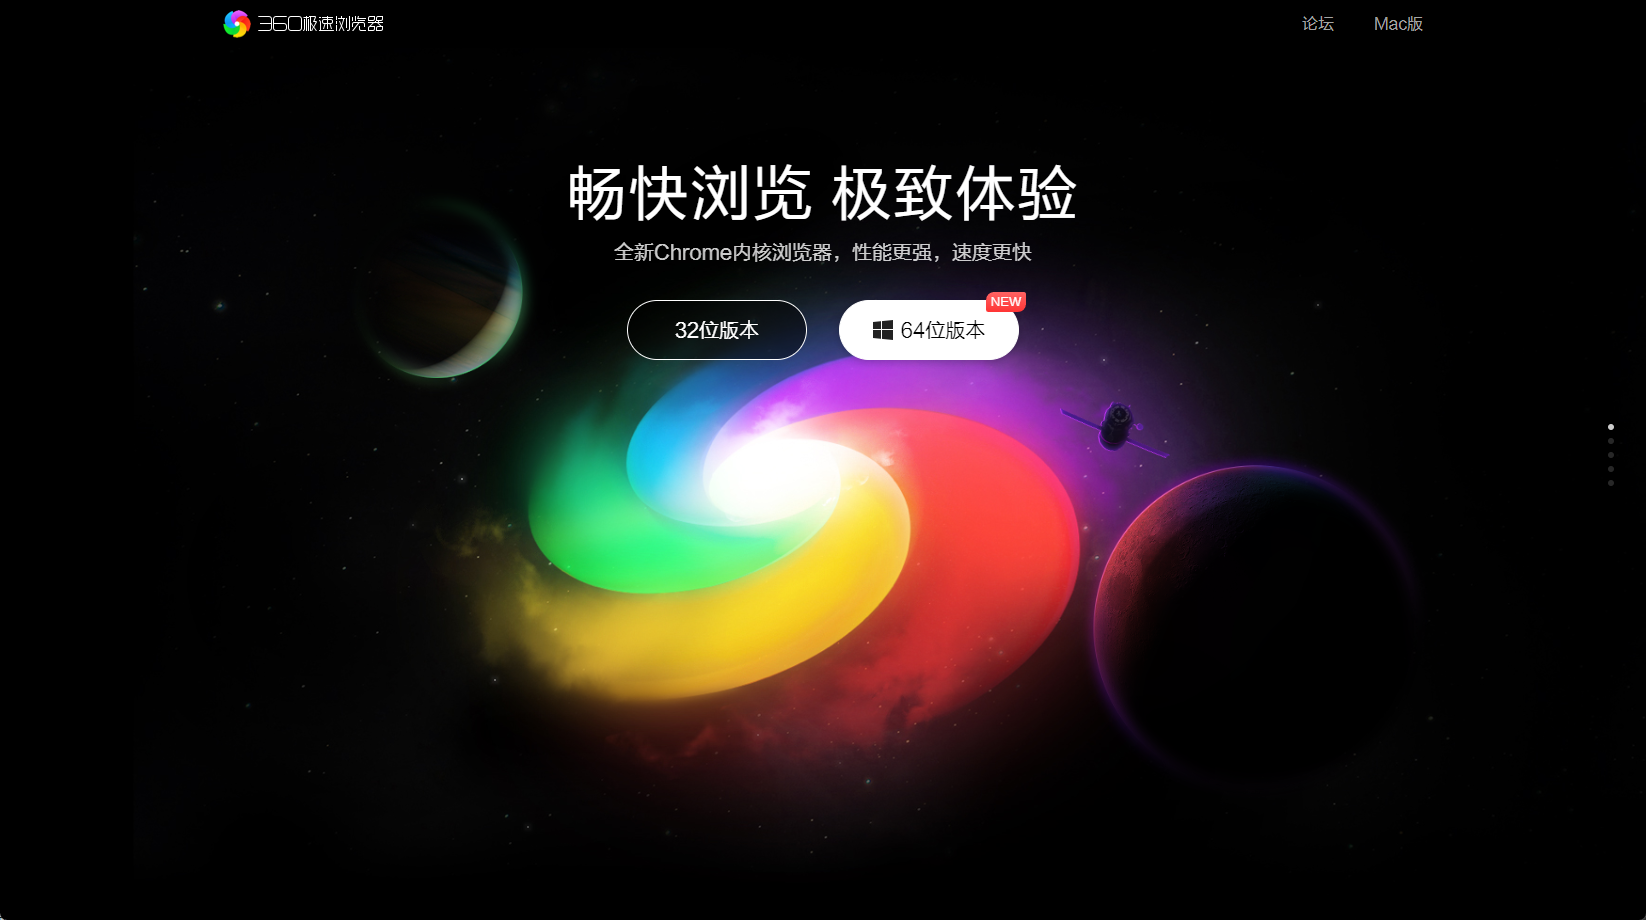 360极速浏览器
论坛
Mac版
畅快浏览 极致体验
全新Chrome内核浏览器，性能更强，速度更快
32位版本
64位版本
NEW